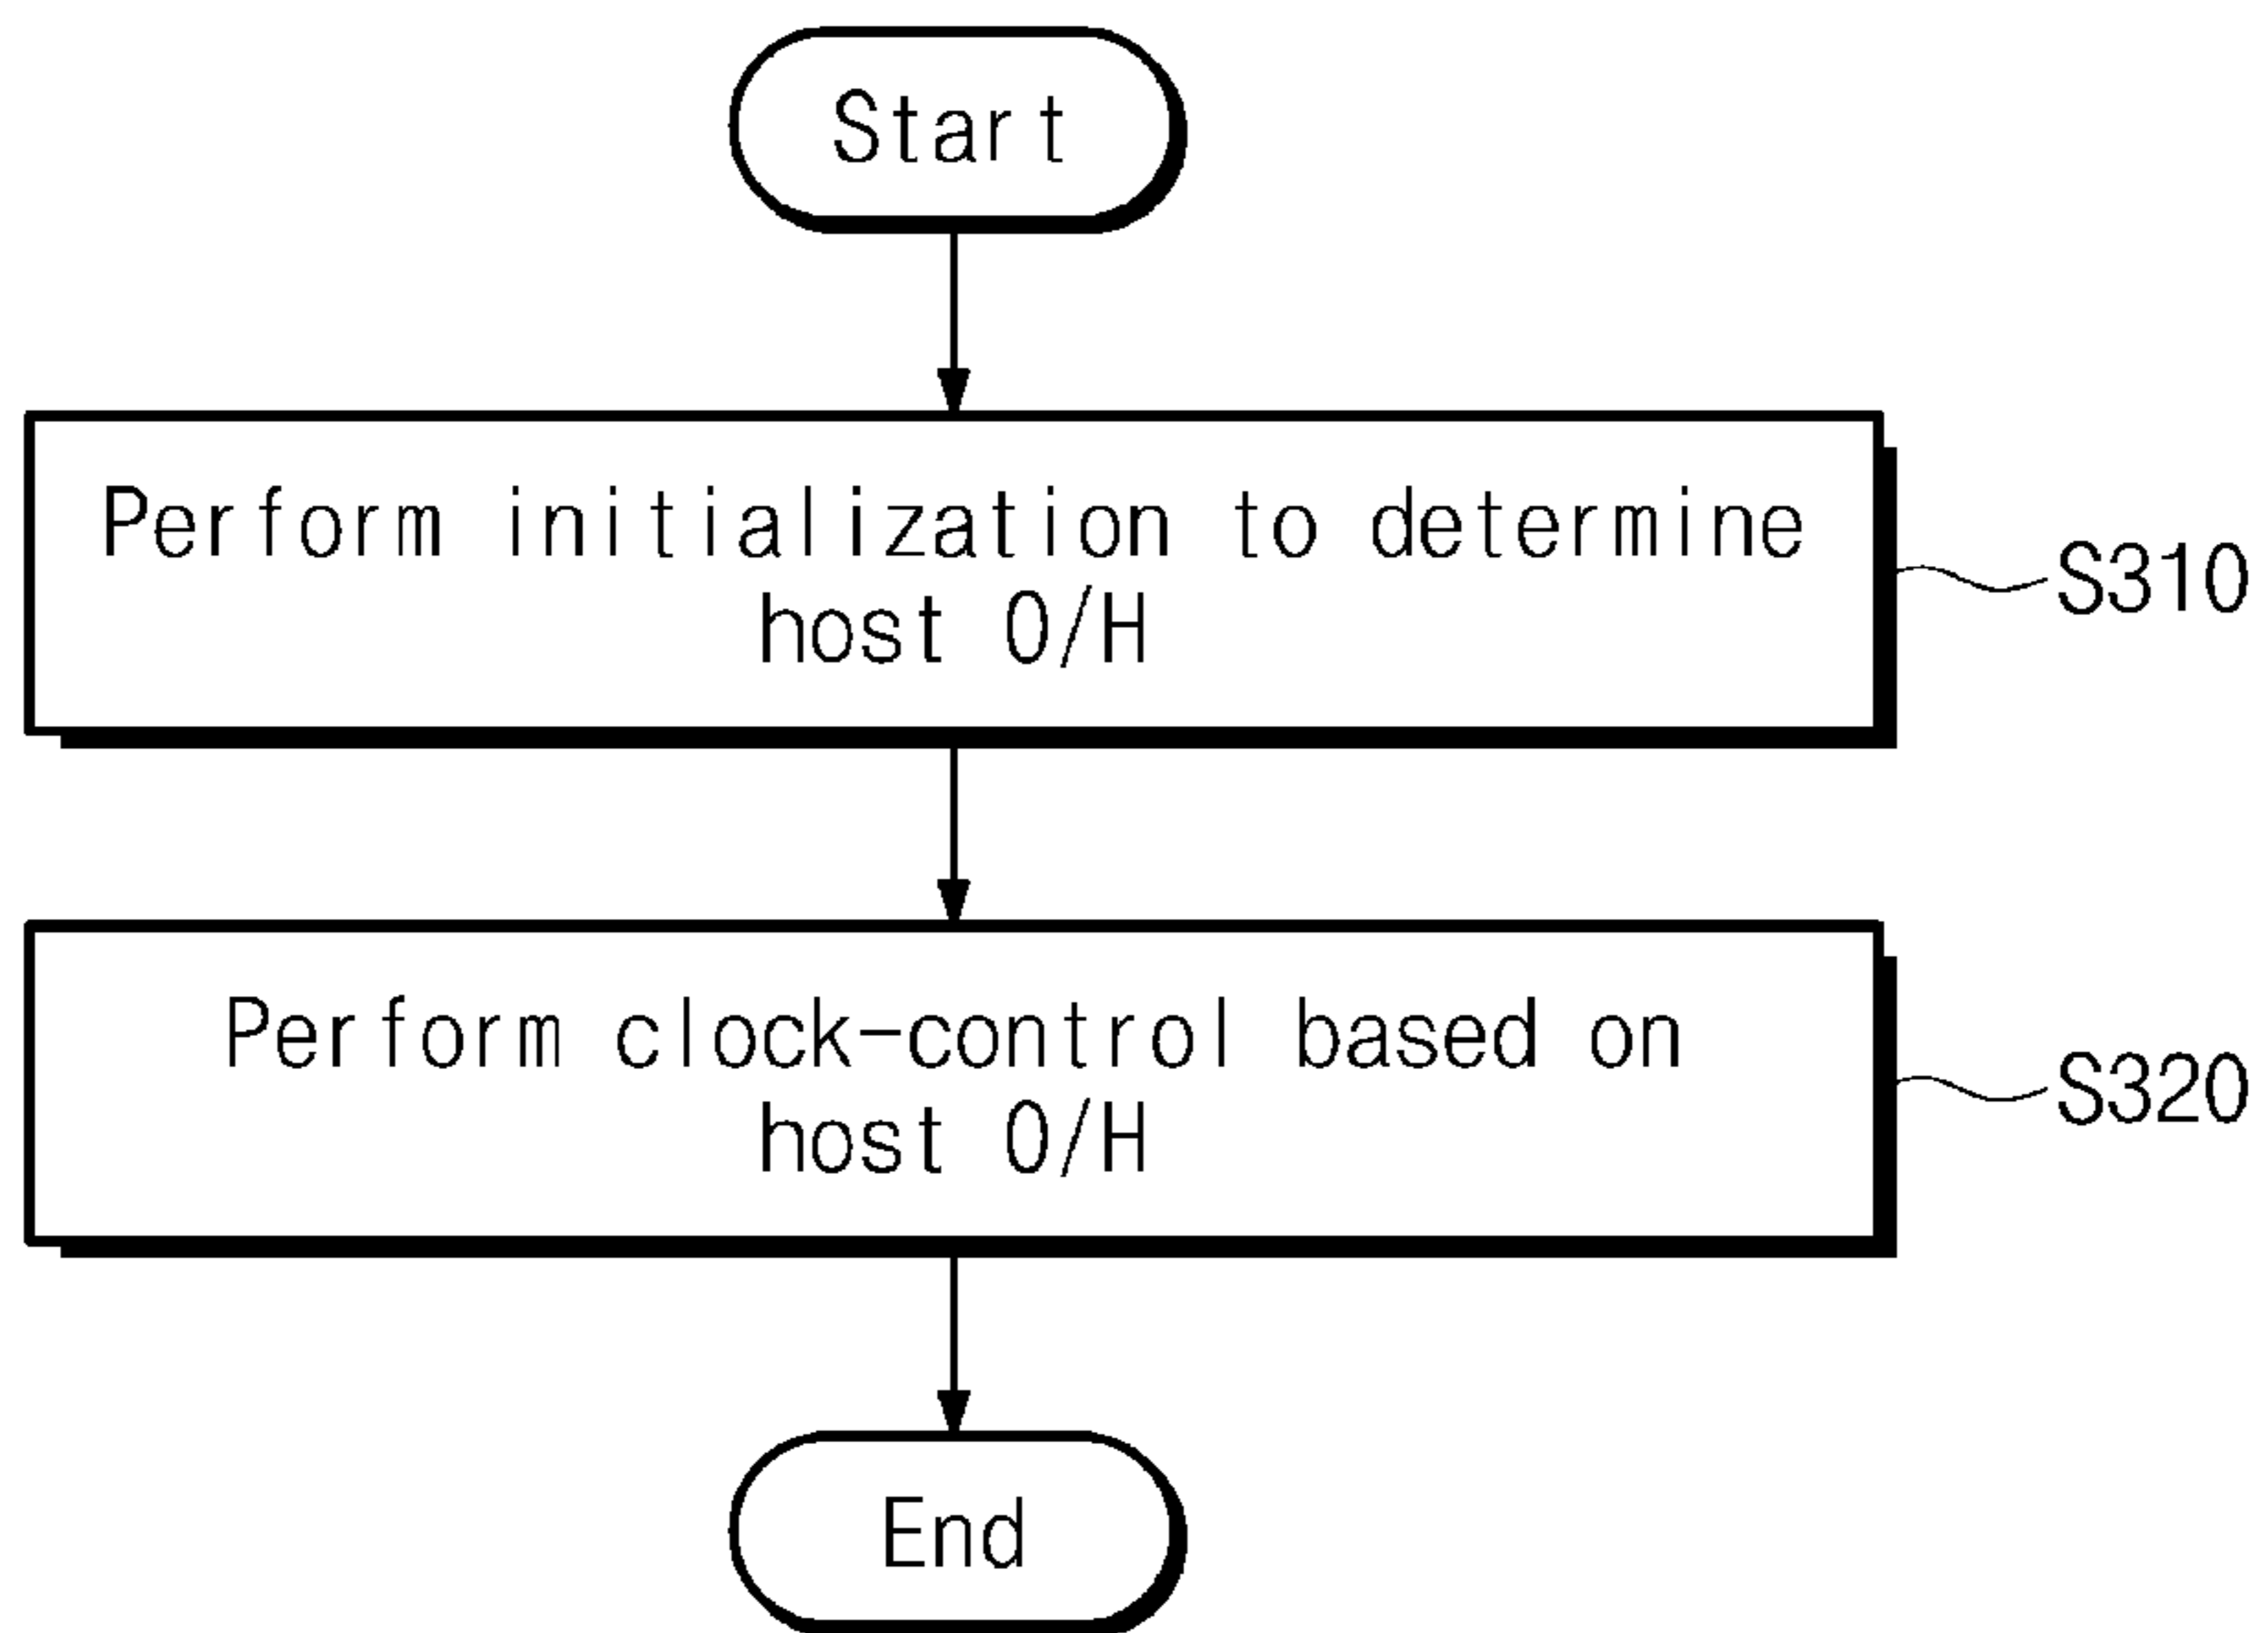 Start
Perform initialization to determine
host O/H
S310
Perform clock-control based on
host O/H
S320
End